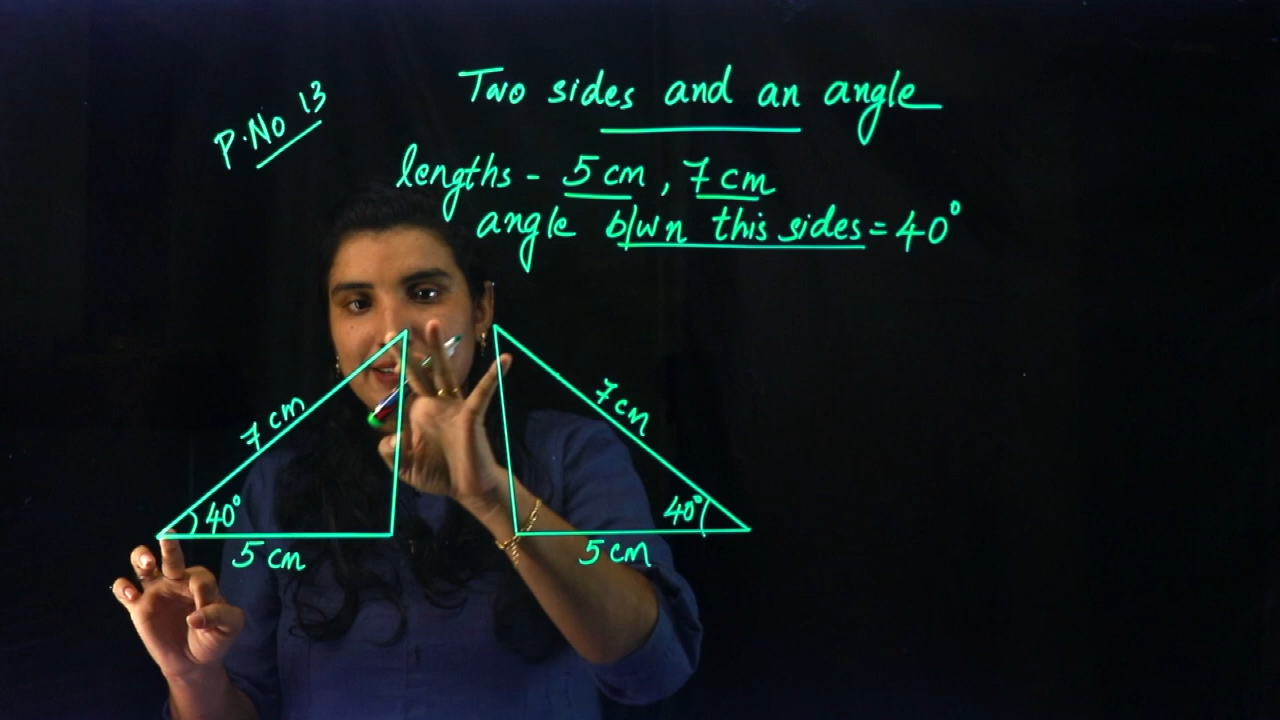 P.No 13
Two sides and an angle
lengths - 5 cm, 7 cm
angle b/wn this sides = 40°
7 cm
40°
5 cm
7 cm
40°
5 cm